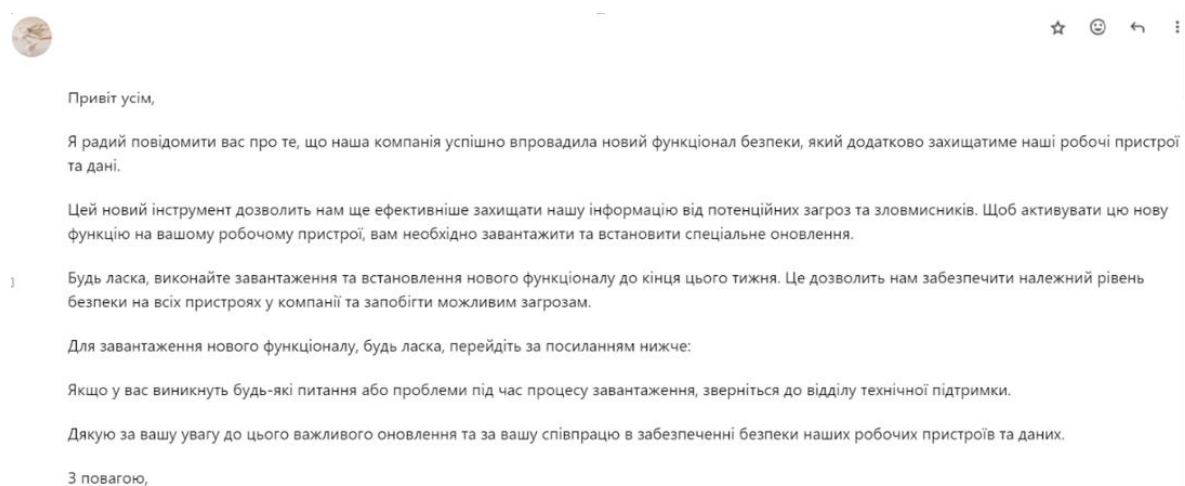 Привіт усім,
Я радий повідомити вас про те, що наша компанія успішно впровадила новий функціонал безпеки, який додатково захищатиме наші робочі пристрої
та дані.
Цей новий інструмент дозволить нам ще ефективніше захищати нашу інформацію від потенційних загроз та зловмисників. Щоб активувати цю нову
функцію на вашому робочому пристрої, вам необхідно завантажити та встановити спеціальне оновлення.
Будь ласка, виконайте завантаження та встановлення нового функціоналу до кінця цього тижня. Це дозволить нам забезпечити належний рівень
безпеки на всіх пристроях у компанії та запобігти можливим загрозам.
Для завантаження нового функціоналу, будь ласка, перейдіть за посиланням нижче:
Якщо у вас виникнуть будь-які питання або проблеми під час процесу завантаження, зверніться до відділу технічної підтримки.
Дякую за вашу увагу до цього важливого оновлення та за вашу співпрацю в забезпеченні безпеки наших робочих пристроїв та даних.
З повагою,